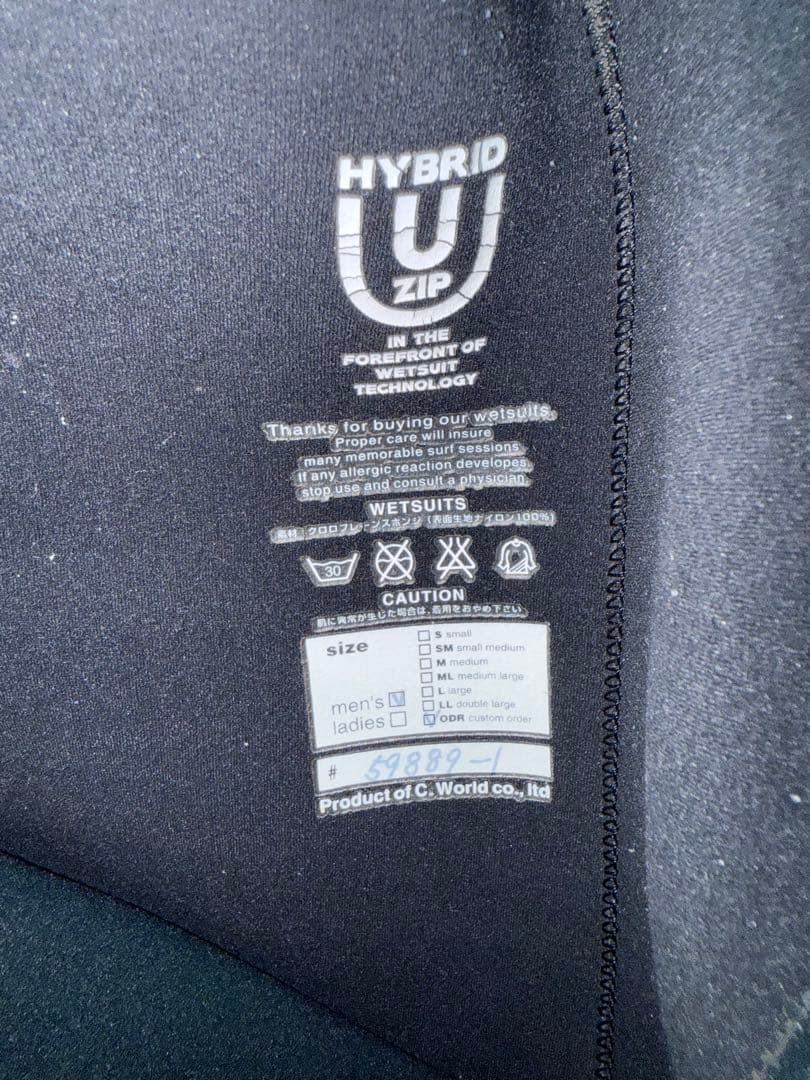 HYBRID
U
ZIP
IN THE
FOREFRONT OF
WETSUIT
TECHNOLOGY
Thanks for buying our wetsuits.
Proper care will insure
many memorable surf sessions.
If any allergic reaction developes,
stop use and consult a physician.
WETSUITS
素材 クロロプレーンスポンジ (表面生地ナイロン100%)
30
CAUTION
肌に異常が生じた場合は、着用をおやめ下さい
size
men's
ladies
S small
SM small medium
M medium
ML medium large
L large
LL double large
ODR custom order
# 59889-1
Product of C. World co., ltd